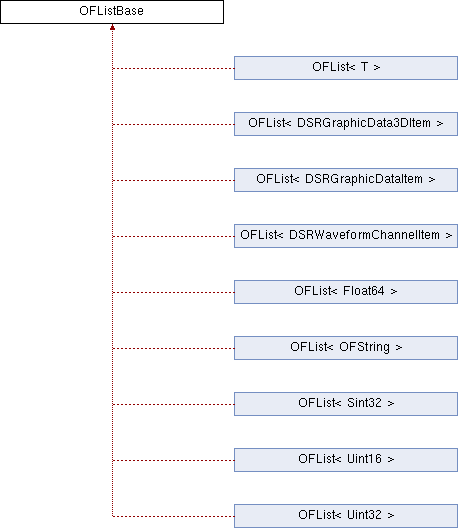 OFListBase
OFList< T >
OFList< DSRGraphicData3DItem >
OFList< DSRGraphicDataItem >
OFList< DSRWaveformChannelItem >
OFList< Float64 >
OFList< OFString >
OFList< Sint32 >
OFList< Uint16 >
OFList< Uint32 >